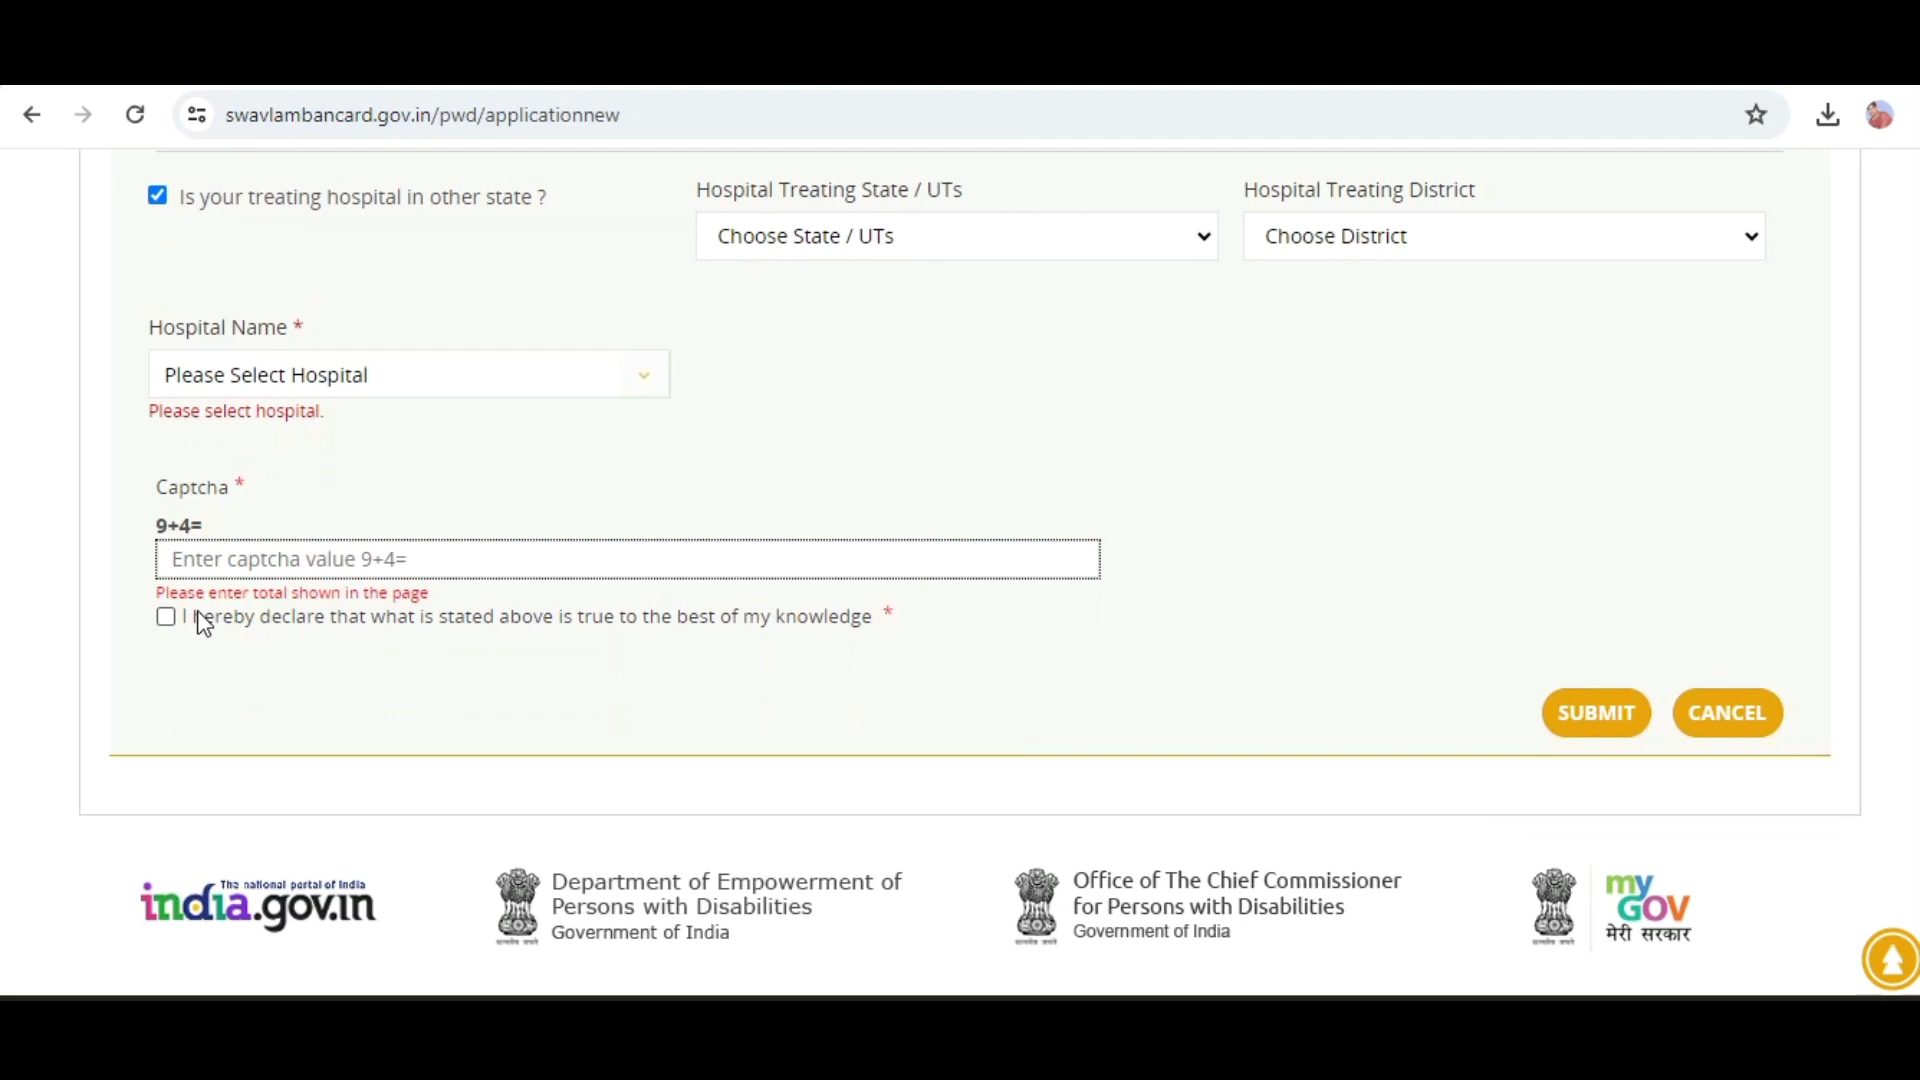 swavlambancard.gov.in/pwd/applicationnew
Is your treating hospital in other state ?
Hospital Treating State / UTs
Choose State / UTs
Hospital Treating District
Choose District
Hospital Name *
Please Select Hospital
Please select hospital.
Captcha *
9+4=
Enter captcha value 9+4=
Please enter total shown in the page
I hereby declare that what is stated above is true to the best of my knowledge *
SUBMIT
CANCEL
The national portal of India
india.gov.in
Department of Empowerment of
Persons with Disabilities
Government of India
Office of The Chief Commissioner
for Persons with Disabilities
Government of India
my
GOV
मेरी सरकार